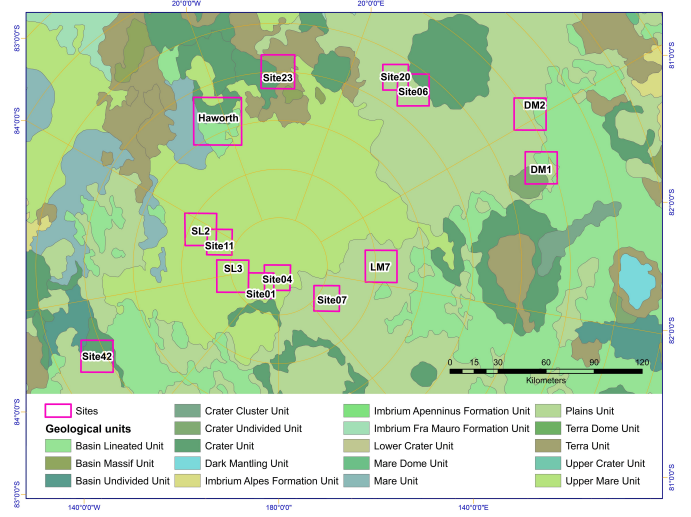 20°0'0"W 20°0'0"E
83°0'0"S
81°0'0"S
Site23
Site20
Site06
DM2
Haworth
84°0'0"S
DM1
82°0'0"S
SL2
Site11
SL3
Site04
LM7
Site01
Site07
82°0'0"S
Site42
0 15 30 60 90 120
Kilometers
84°0'0"S
Sites
Geological units
Basin Lineated Unit
Basin Massif Unit
Basin Undivided Unit
Crater Cluster Unit
Crater Undivided Unit
Crater Unit
Dark Mantling Unit
Imbrium Alpes Formation Unit
Imbrium Apenninus Formation Unit
Imbrium Fra Mauro Formation Unit
Lower Crater Unit
Mare Dome Unit
Mare Unit
Plains Unit
Terra Dome Unit
Terra Unit
Upper Crater Unit
Upper Mare Unit
83°0'0"S
81°0'0"S
140°0'0"W 180°0'0" 140°0'0"E